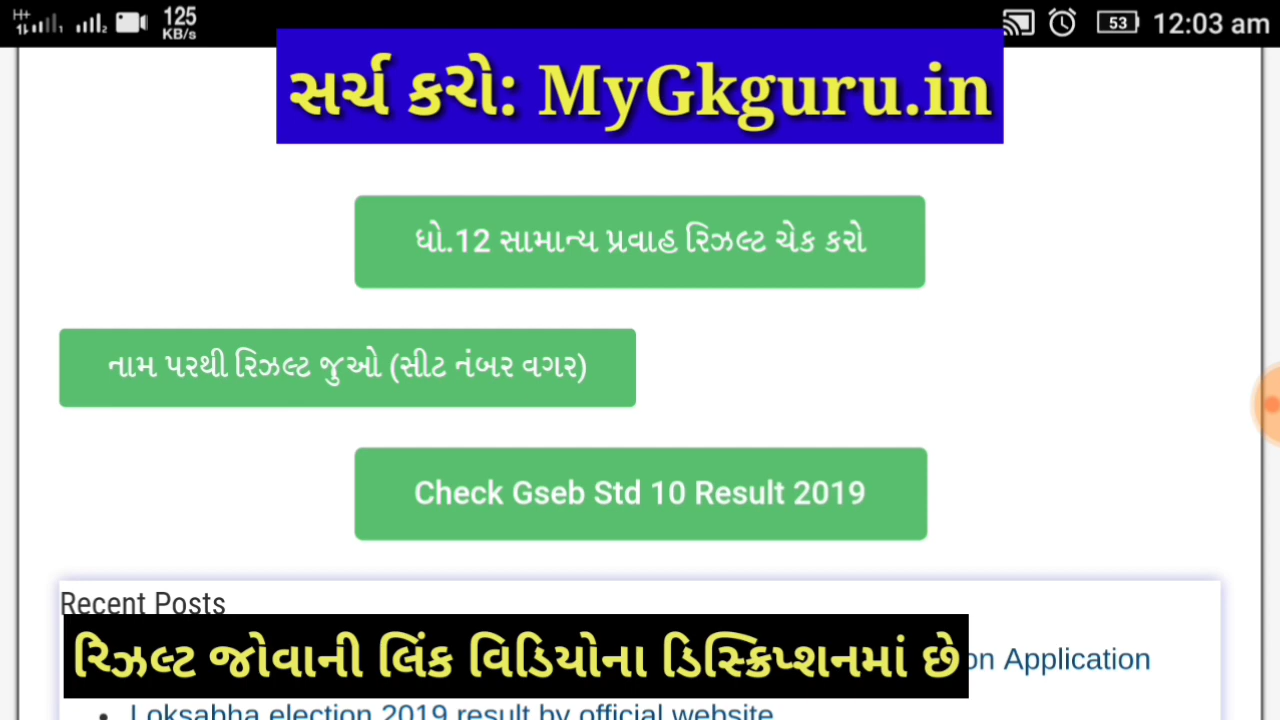 H+ 125 KB/s 53 12:03 am
સર્ચ કરો: MyGkguru.in
ધો.12 સામાન્ય પ્રવાહ રિઝલ્ટ ચેક કરો
નામ પરથી રિઝલ્ટ જુઓ (સીટ નંબર વગર)
Check Gseb Std 10 Result 2019
Recent Posts
on Application
રિઝલ્ટ જોવાની લિંક વિડિયોના ડિસ્ક્રિપ્શનમાં છે
Loksabha election 2019 result by official website